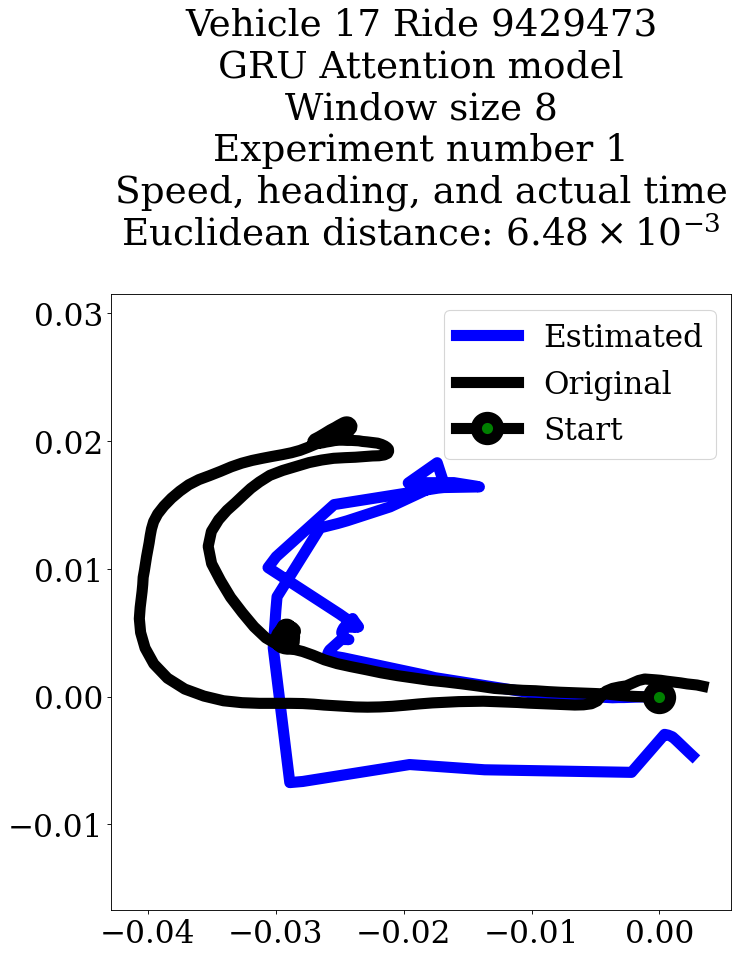 Vehicle 17 Ride 9429473
GRU Attention model
Window size 8
Experiment number 1
Speed, heading, and actual time
Euclidean distance: 6.48 × 10⁻³
0.03
0.02
0.01
0.00
−0.01
Estimated
Original
Start
−0.04
−0.03
−0.02
−0.01
0.00